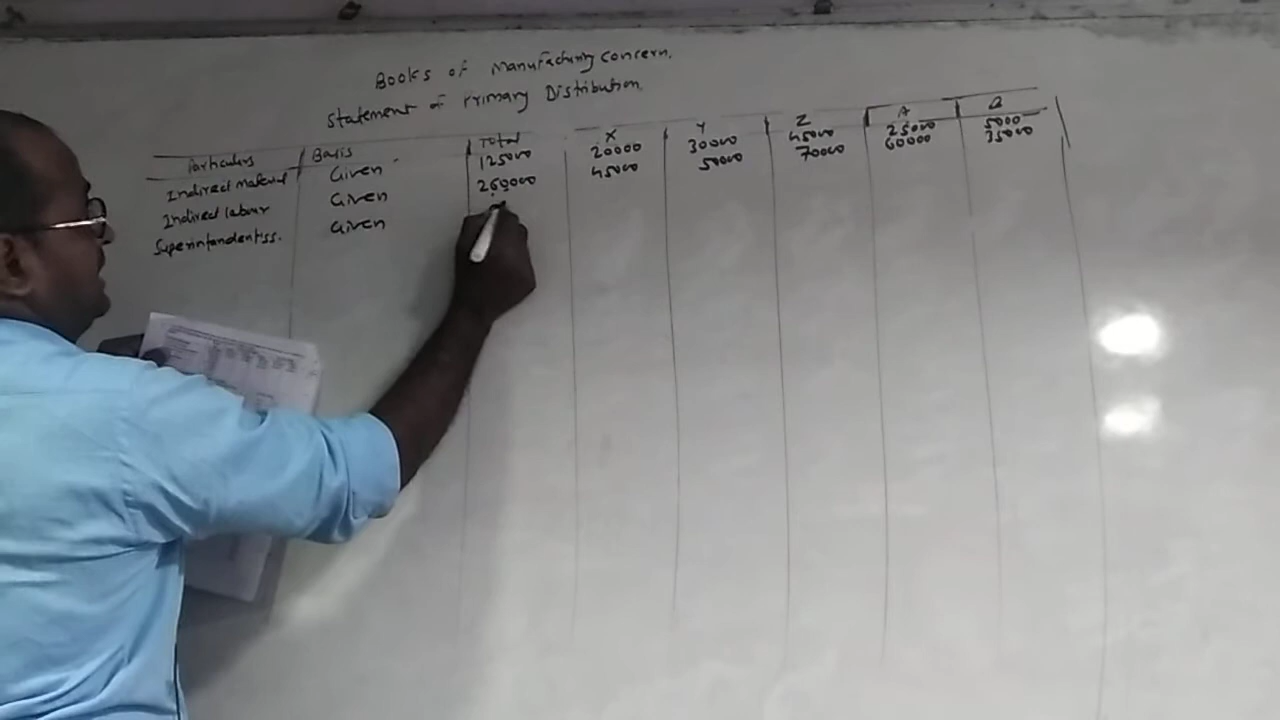 Books of Manufacturing Concern.
Statement of Primary Distribution
Particulars Basis Total X Y Z A B
Indirect material Given 125000 20000 30000 45000 25000 5000
Indirect labour Given 260000 45000 50000 70000 60000 35000
Superintendent ss. Given